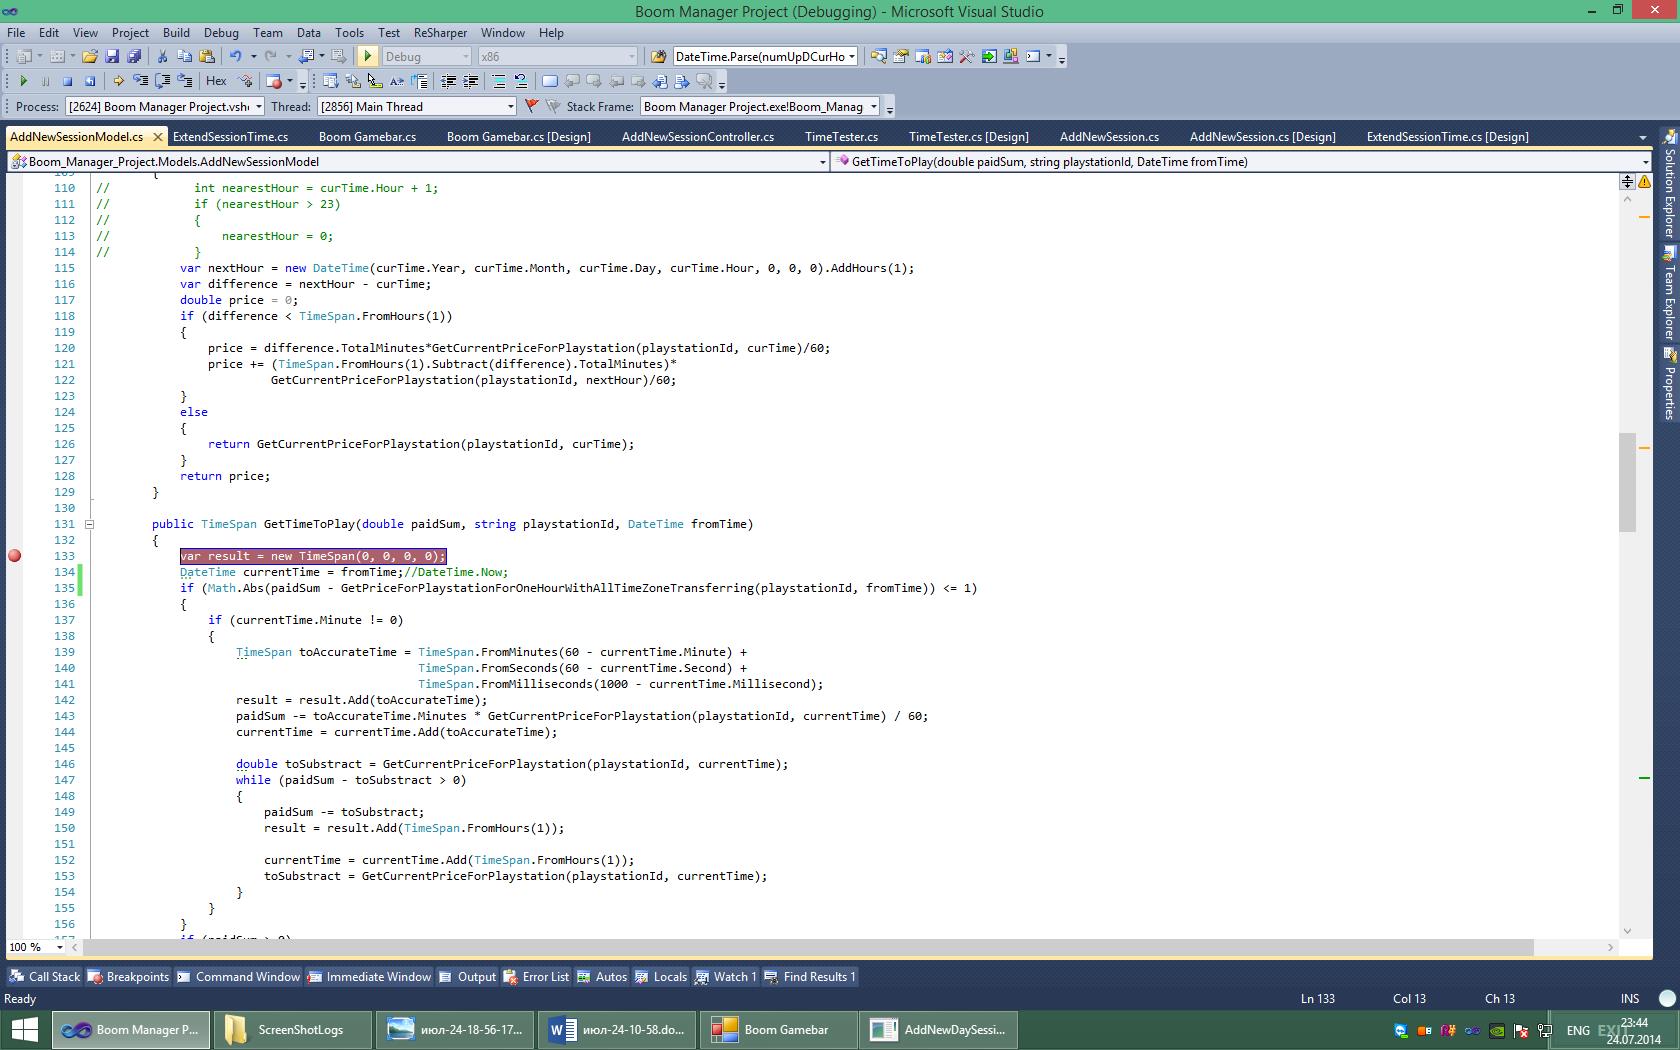 Boom Manager Project (Debugging) - Microsoft Visual Studio
File Edit View Project Build Debug Team Data Tools Test ReSharper Window Help
Debug x86 DateTime.Parse(numUpDCurHo
Hex
Process: [2624] Boom Manager Project.vsh Thread: [2856] Main Thread Stack Frame: Boom Manager Project.exe!Boom_Manag
AddNewSessionModel.cs ExtendSessionTime.cs Boom Gamebar.cs Boom Gamebar.cs [Design] AddNewSessionController.cs TimeTester.cs TimeTester.cs [Design] AddNewSession.cs AddNewSession.cs [Design] ExtendSessionTime.cs [Design]
Boom_Manager_Project.Models.AddNewSessionModel GetTimeToPlay(double paidSum, string playstationId, DateTime fromTime)
109 {
110 // int nearestHour = curTime.Hour + 1;
111 // if (nearestHour > 23)
112 // {
113 // nearestHour = 0;
114 // }
115 var nextHour = new DateTime(curTime.Year, curTime.Month, curTime.Day, curTime.Hour, 0, 0, 0).AddHours(1);
116 var difference = nextHour - curTime;
117 double price = 0;
118 if (difference < TimeSpan.FromHours(1))
119 {
120 price = difference.TotalMinutes*GetCurrentPriceForPlaystation(playstationId, curTime)/60;
121 price += (TimeSpan.FromHours(1).Subtract(difference).TotalMinutes)*
122 GetCurrentPriceForPlaystation(playstationId, nextHour)/60;
123 }
124 else
125 {
126 return GetCurrentPriceForPlaystation(playstationId, curTime);
127 }
128 return price;
129 }
130
131 public TimeSpan GetTimeToPlay(double paidSum, string playstationId, DateTime fromTime)
132 {
133 var result = new TimeSpan(0, 0, 0, 0);
134 DateTime currentTime = fromTime;//DateTime.Now;
135 if (Math.Abs(paidSum - GetPriceForPlaystationForOneHourWithAllTimeZoneTransferring(playstationId, fromTime)) <= 1)
136 {
137 if (currentTime.Minute != 0)
138 {
139 TimeSpan toAccurateTime = TimeSpan.FromMinutes(60 - currentTime.Minute) +
140 TimeSpan.FromSeconds(60 - currentTime.Second) +
141 TimeSpan.FromMilliseconds(1000 - currentTime.Millisecond);
142 result = result.Add(toAccurateTime);
143 paidSum -= toAccurateTime.Minutes * GetCurrentPriceForPlaystation(playstationId, currentTime) / 60;
144 currentTime = currentTime.Add(toAccurateTime);
145
146 double toSubstract = GetCurrentPriceForPlaystation(playstationId, currentTime);
147 while (paidSum - toSubstract > 0)
148 {
149 paidSum -= toSubstract;
150 result = result.Add(TimeSpan.FromHours(1));
151
152 currentTime = currentTime.Add(TimeSpan.FromHours(1));
153 toSubstract = GetCurrentPriceForPlaystation(playstationId, currentTime);
154 }
155 }
156 }
157 if (paidSum > 0)
Solution Explorer
Team Explorer
Properties
100 %
Call Stack Breakpoints Command Window Immediate Window Output Error List Autos Locals Watch 1 Find Results 1
Ready Ln 133 Col 13 Ch 13 INS
Boom Manager P... ScreenShotLogs июл-24-18-56-17... июл-24-10-58.do... Boom Gamebar AddNewDaySessi... ENG 23:44
24.07.2014